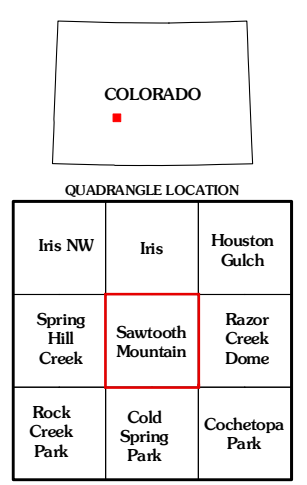 COLORADO
QUADRANGLE LOCATION
Iris NW
Iris
Houston
Gulch
Spring
Hill
Creek
Sawtooth
Mountain
Razor
Creek
Dome
Rock
Creek
Park
Cold
Spring
Park
Cochetopa
Park